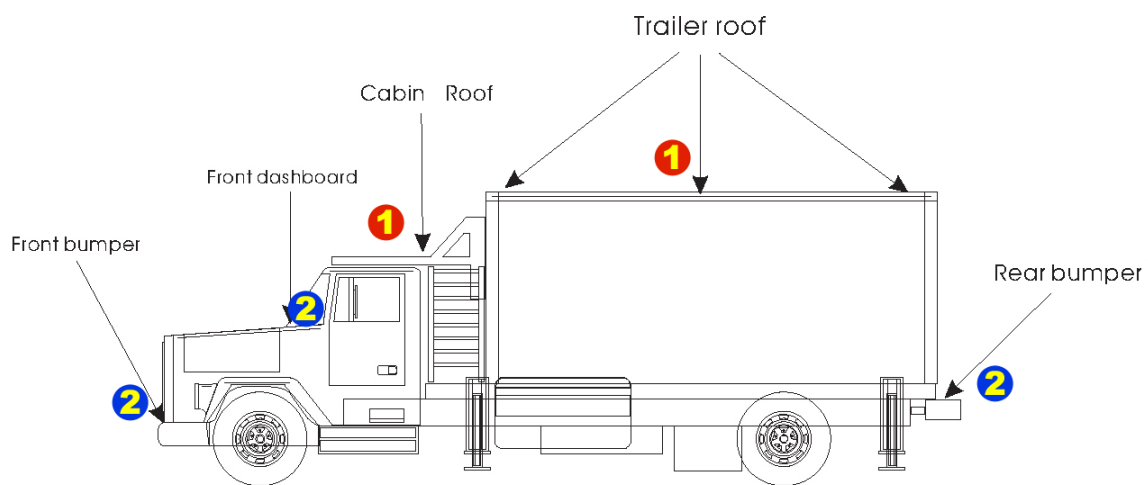 Trailer roof
Cabin Roof
1
Front dashboard
1
Front bumper
Rear bumper
2
2
2